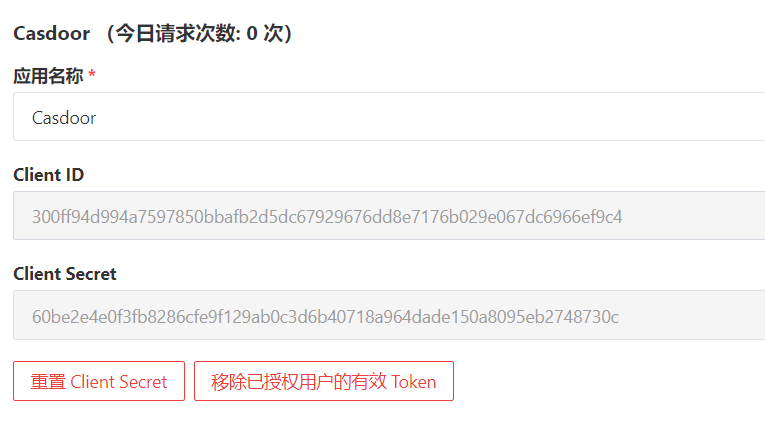 Casdoor （今日请求次数: 0 次）
应用名称 *
Casdoor
Client ID
300ff94d994a7597850bbafb2d5dc67929676dd8e7176b029e067dc6966ef9c4
Client Secret
60be2e4e0f3fb8286cfe9f129ab0c3d6b40718a964dade150a8095eb2748730c
重置 Client Secret 移除已授权用户的有效 Token